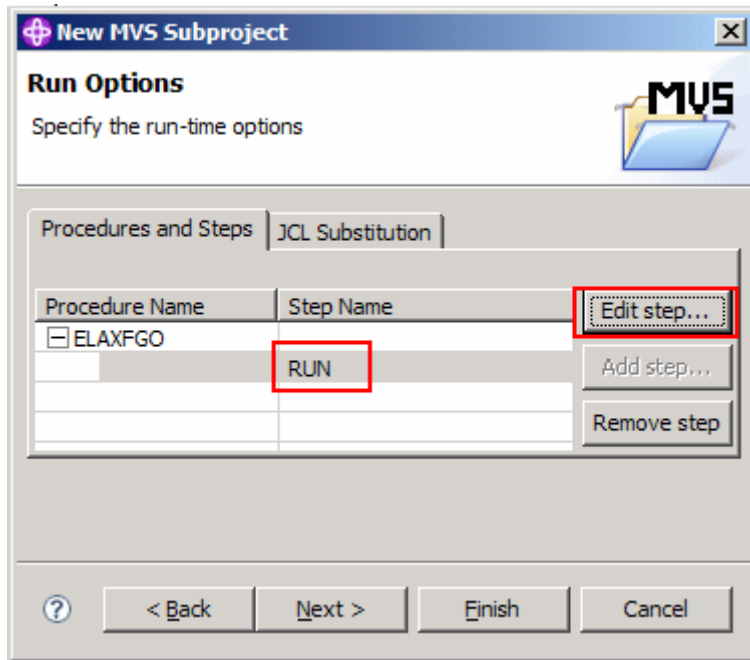 New MVS Subproject
Run Options
Specify the run-time options
MVS
Procedures and Steps JCL Substitution
Procedure Name Step Name Edit step...
ELAXFGO
RUN Add step...
Remove step
? < Back Next > Finish Cancel